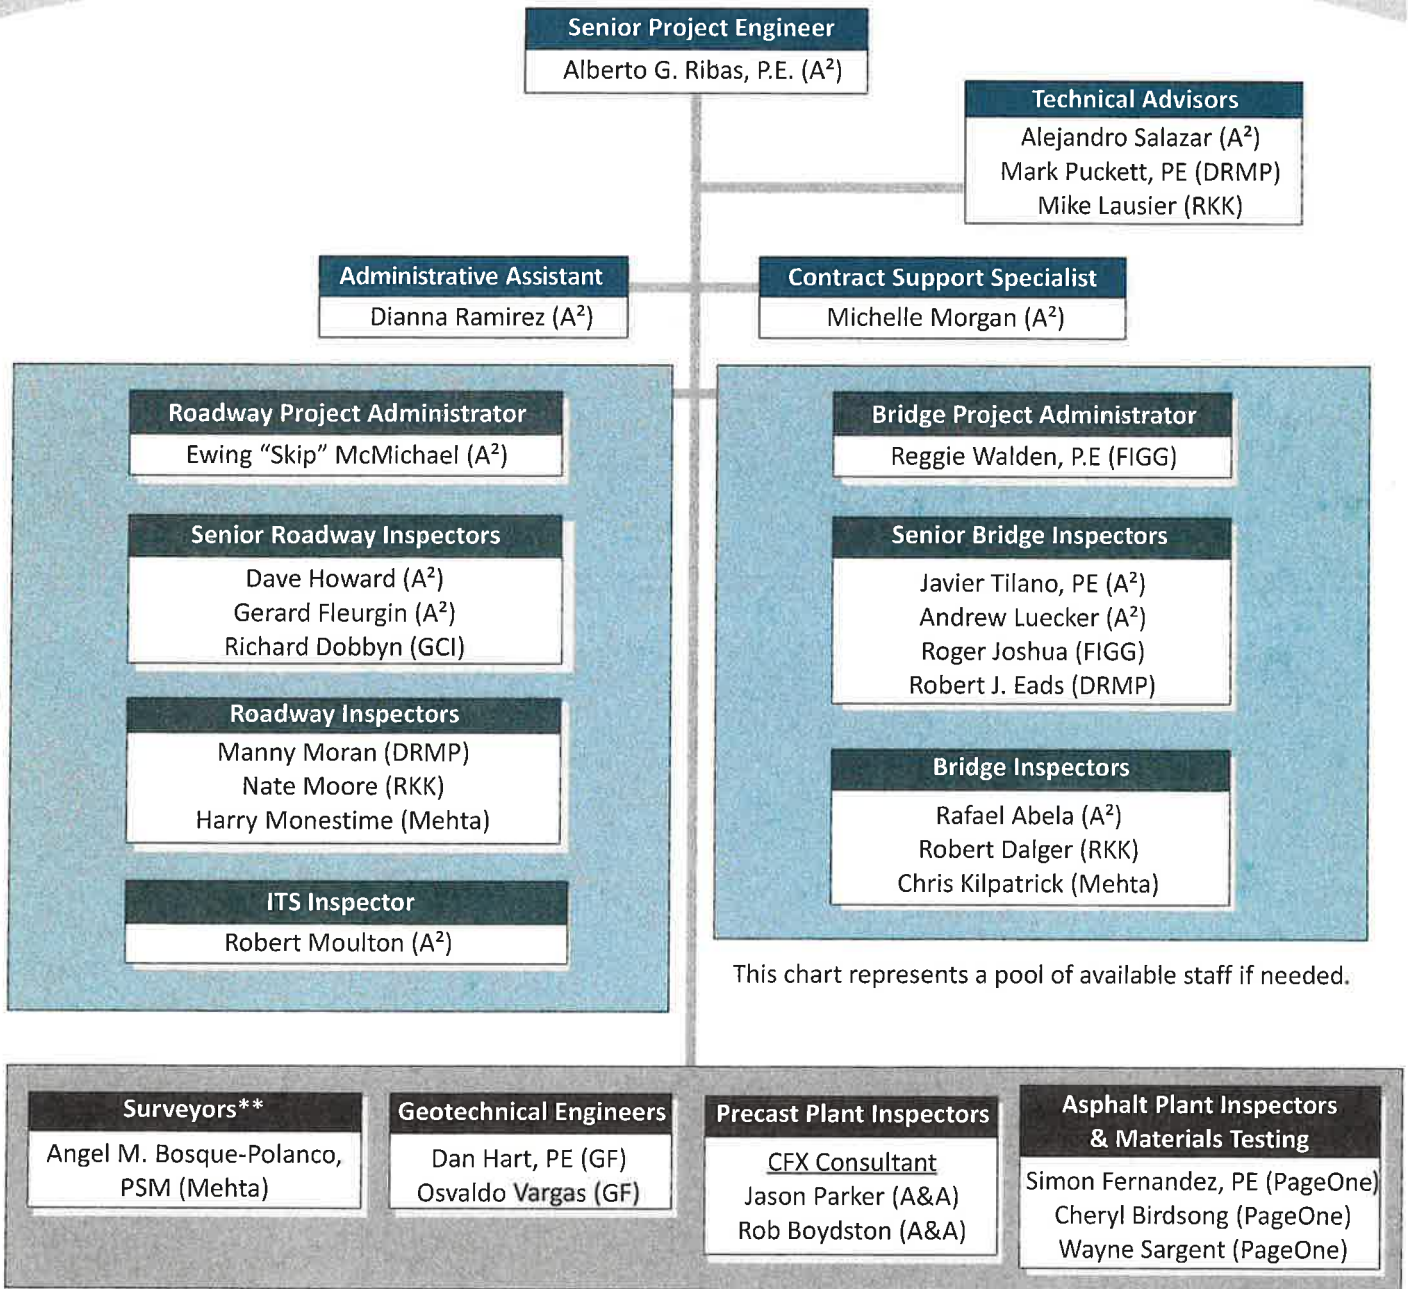 Senior Project Engineer
Alberto G. Ribas, P.E. (A²)
Technical Advisors
Alejandro Salazar (A²)
Mark Puckett, PE (DRMP)
Mike Lausier (RKK)
Administrative Assistant
Dianna Ramirez (A²)
Contract Support Specialist
Michelle Morgan (A²)
Roadway Project Administrator
Ewing “Skip” McMichael (A²)
Senior Roadway Inspectors
Dave Howard (A²)
Gerard Fleurgin (A²)
Richard Dobbyn (GCI)
Roadway Inspectors
Manny Moran (DRMP)
Nate Moore (RKK)
Harry Monestime (Mehta)
ITS Inspector
Robert Moulton (A²)
Bridge Project Administrator
Reggie Walden, P.E (FIGG)
Senior Bridge Inspectors
Javier Tilano, PE (A²)
Andrew Luecker (A²)
Roger Joshua (FIGG)
Robert J. Eads (DRMP)
Bridge Inspectors
Rafael Abela (A²)
Robert Dalger (RKK)
Chris Kilpatrick (Mehta)
This chart represents a pool of available staff if needed.
Surveyors**
Angel M. Bosque-Polanco,
PSM (Mehta)
Geotechnical Engineers
Dan Hart, PE (GF)
Osvaldo Vargas (GF)
Precast Plant Inspectors
CFX Consultant
Jason Parker (A&A)
Rob Boydston (A&A)
Asphalt Plant Inspectors
& Materials Testing
Simon Fernandez, PE (PageOne)
Cheryl Birdsong (PageOne)
Wayne Sargent (PageOne)